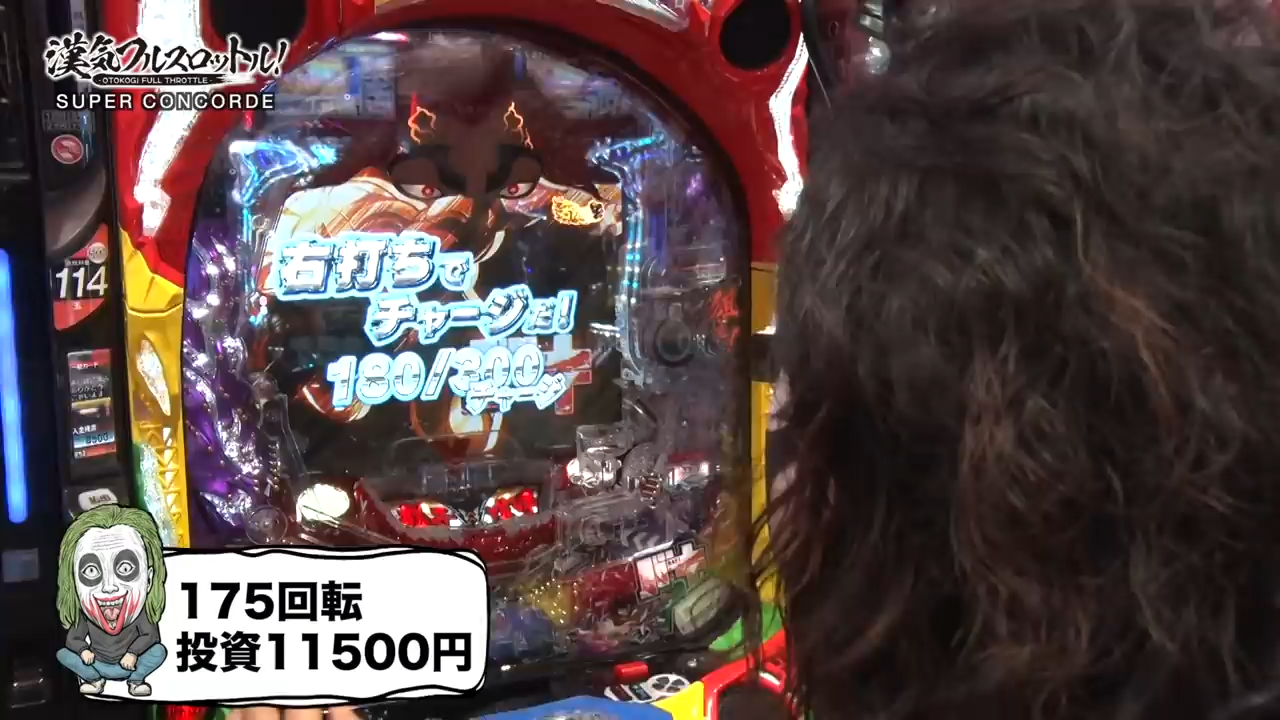 漢気フルスロットル!
-OTOKOGI FULL THROTTLE-
SUPER CONCORDE
114
右打ちで
チャージだ!
180/300
チャージ
175回転
投資11500円